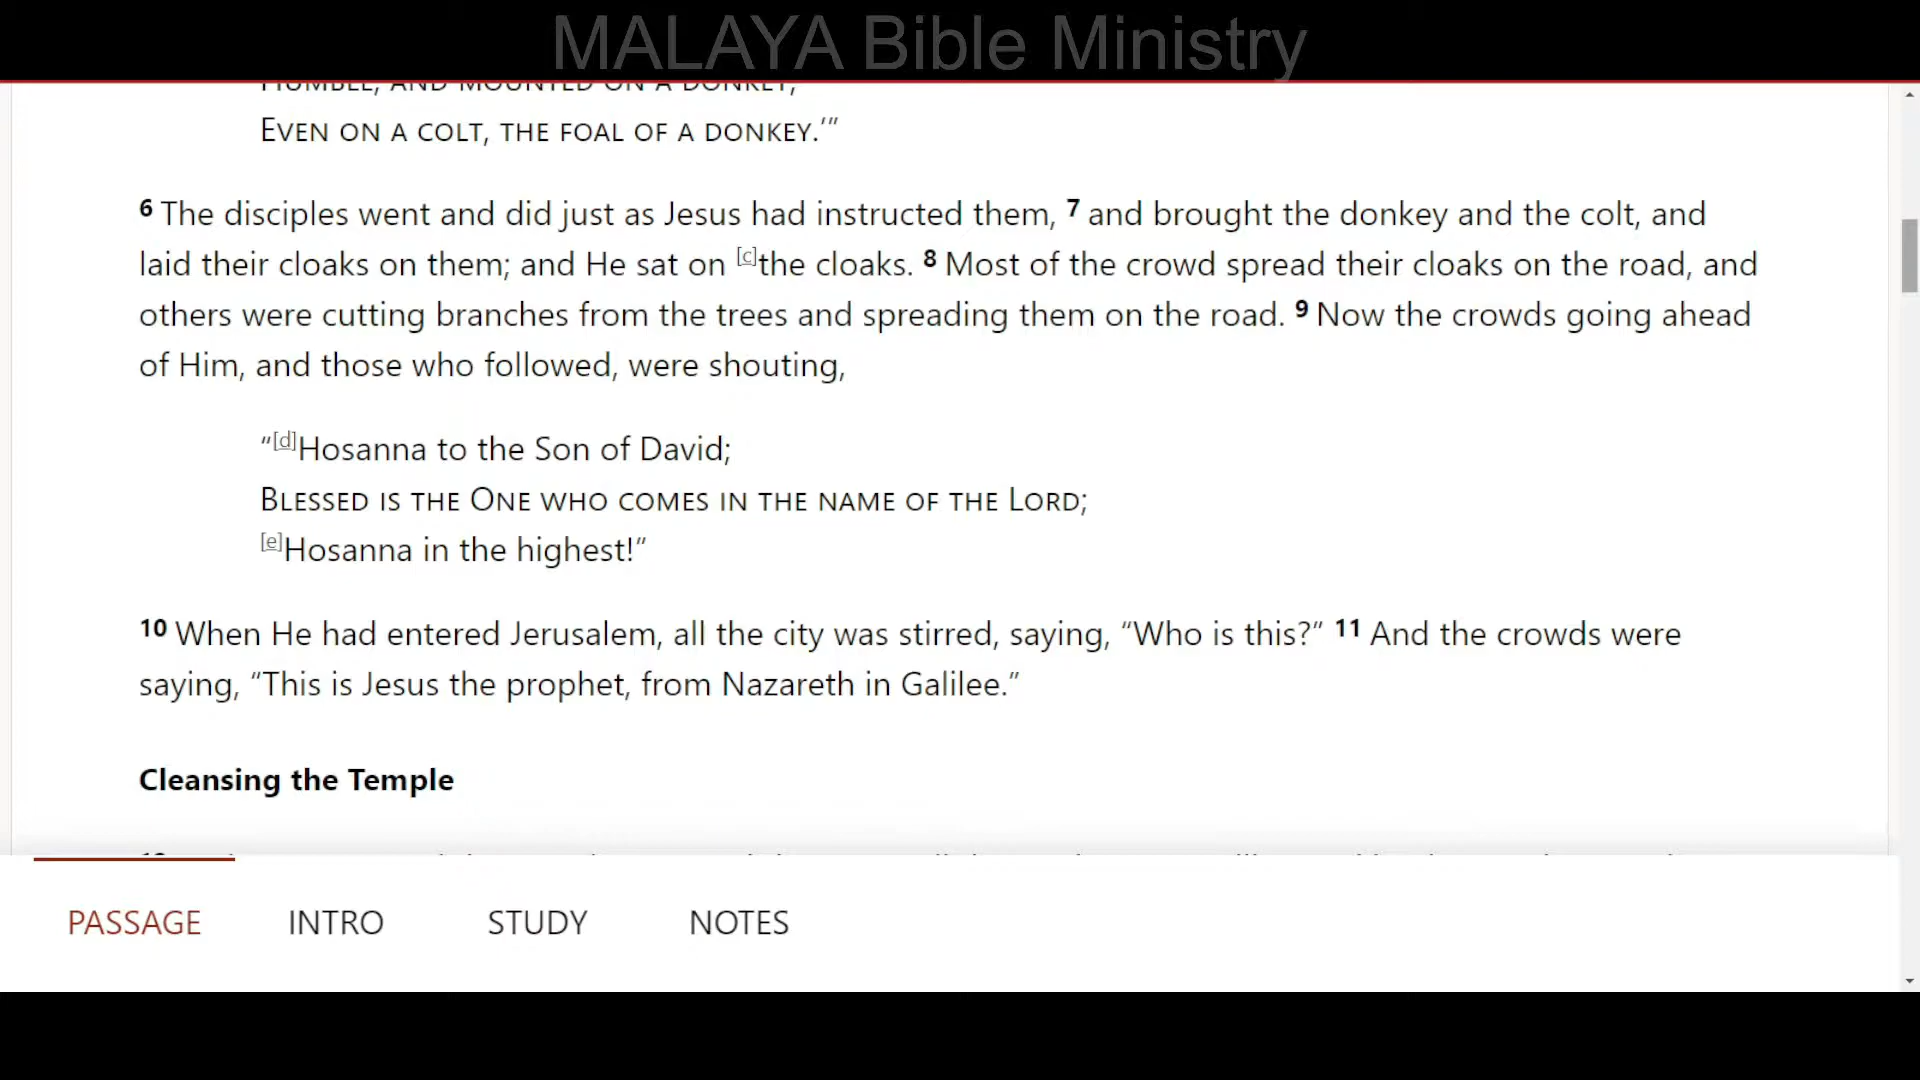 MALAYA Bible Ministry
HUMBLE, AND MOUNTED ON A DONKEY,
EVEN ON A COLT, THE FOAL OF A DONKEY.’”
6 The disciples went and did just as Jesus had instructed them, 7 and brought the donkey and the colt, and
laid their cloaks on them; and He sat on [c]the cloaks. 8 Most of the crowd spread their cloaks on the road, and
others were cutting branches from the trees and spreading them on the road. 9 Now the crowds going ahead
of Him, and those who followed, were shouting,
“[d]Hosanna to the Son of David;
BLESSED IS THE ONE WHO COMES IN THE NAME OF THE LORD;
[e]Hosanna in the highest!”
10 When He had entered Jerusalem, all the city was stirred, saying, “Who is this?” 11 And the crowds were
saying, “This is Jesus the prophet, from Nazareth in Galilee.”
Cleansing the Temple
PASSAGE INTRO STUDY NOTES